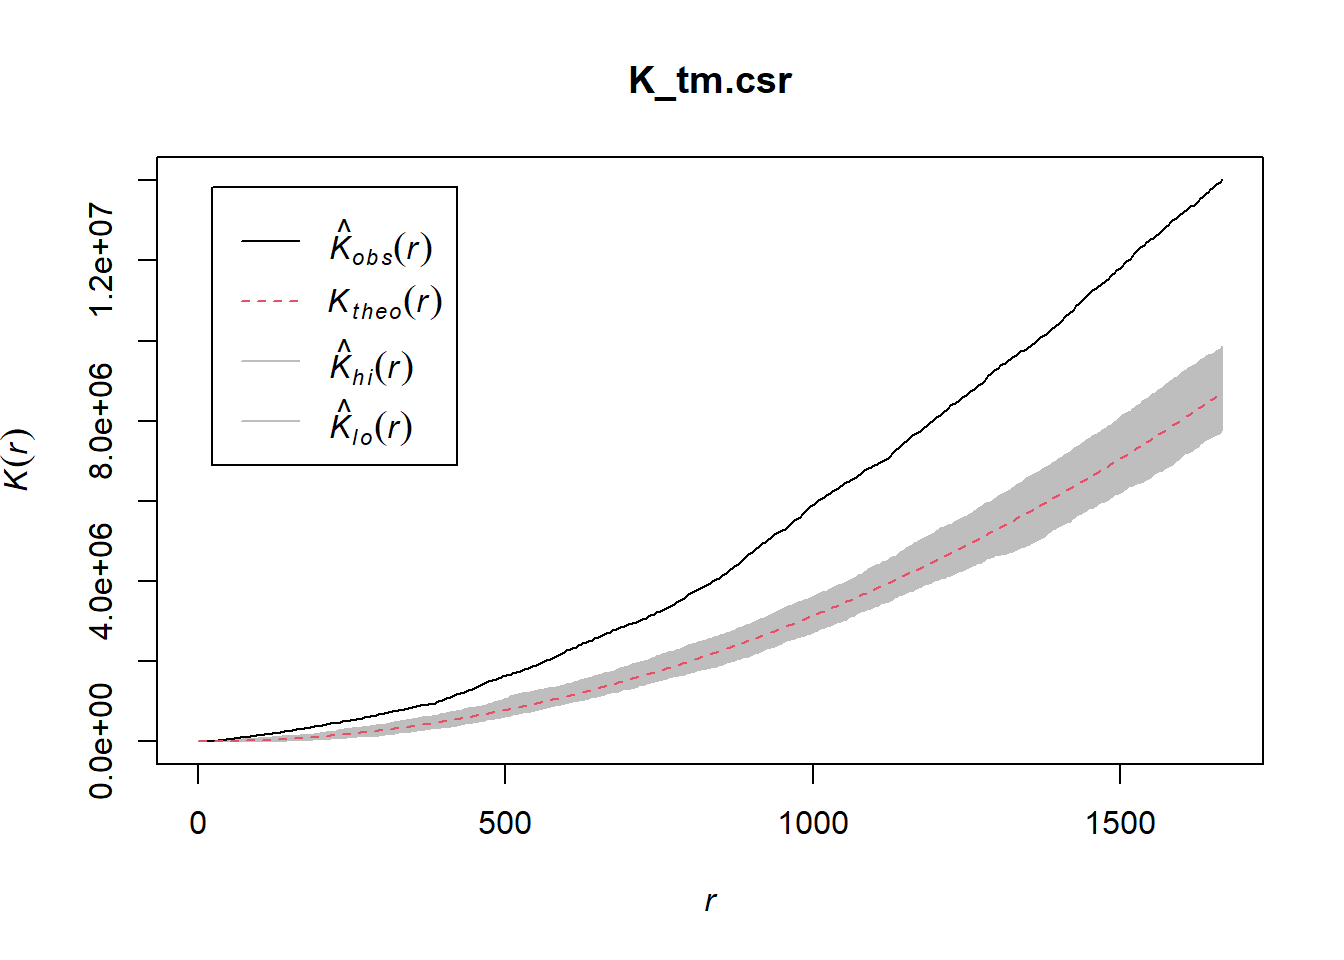 K_tm.csr
K̂obs(r)
Ktheo(r)
K̂hi(r)
K̂lo(r)
K(r)
0.0e+00 4.0e+06 8.0e+06 1.2e+07
0 500 1000 1500
r